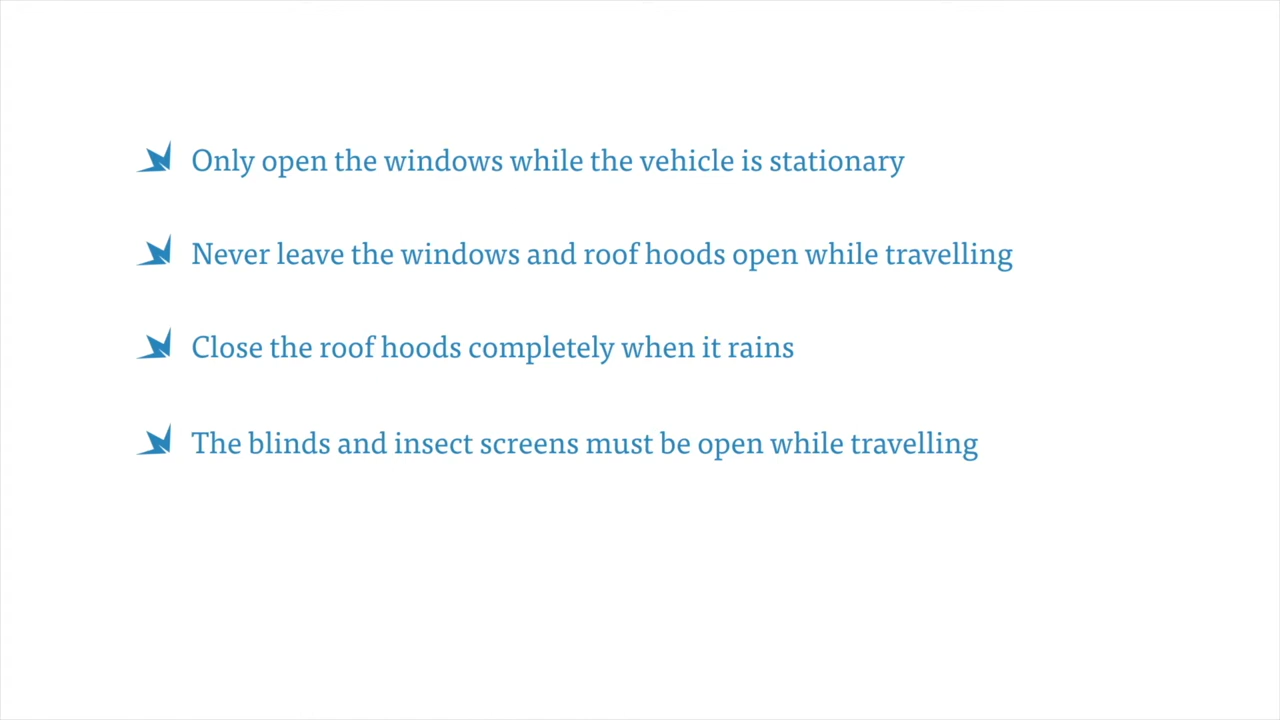 Only open the windows while the vehicle is stationary
Never leave the windows and roof hoods open while travelling
Close the roof hoods completely when it rains
The blinds and insect screens must be open while travelling